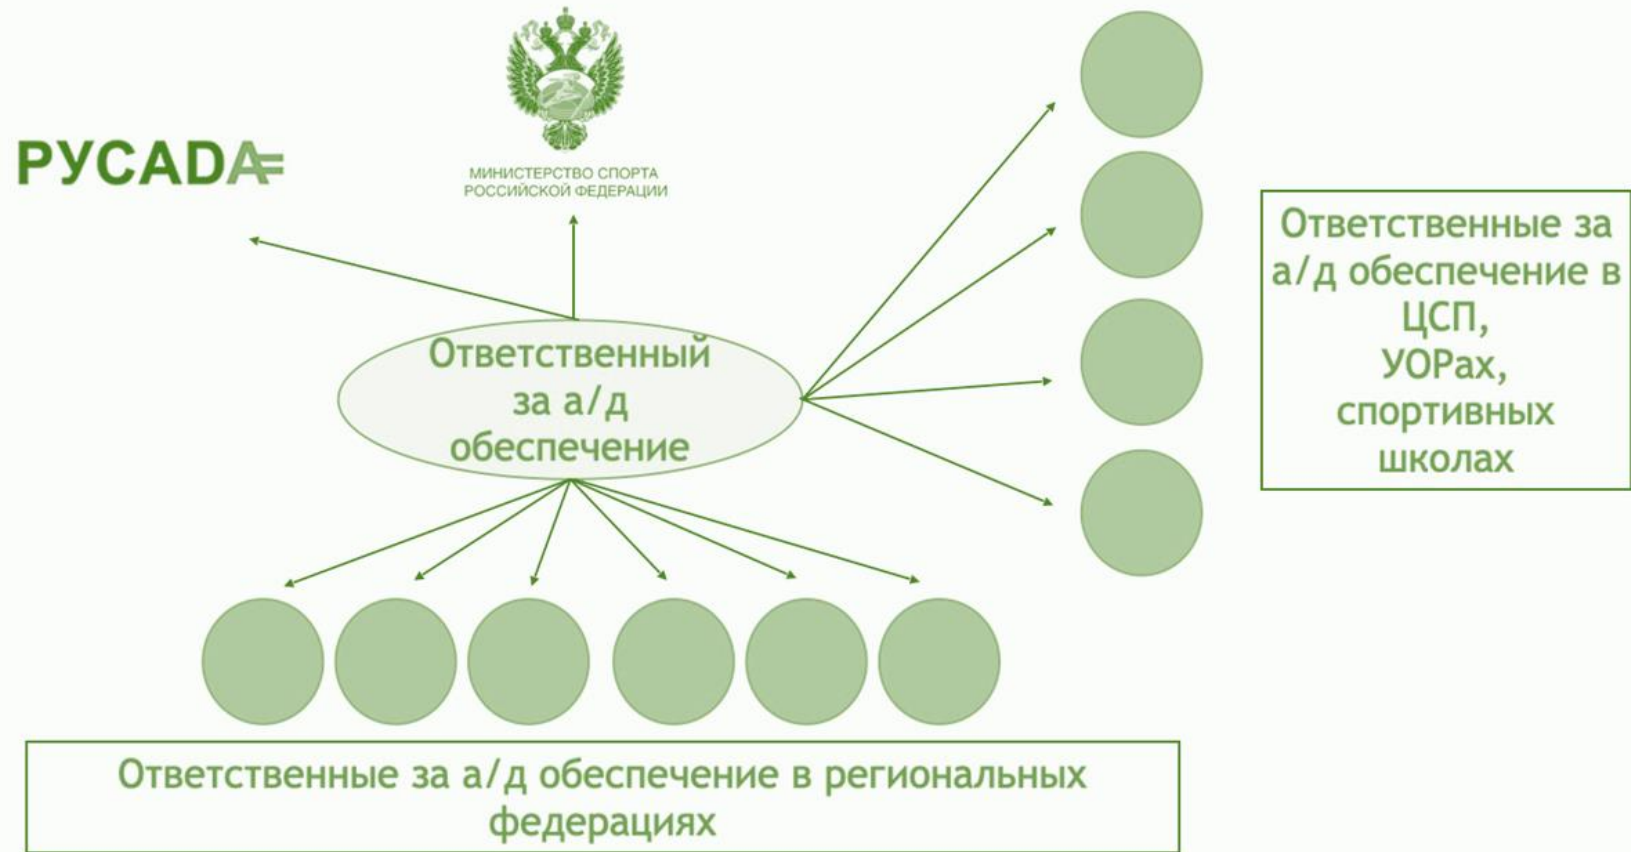 РУСАДА
МИНИСТЕРСТВО СПОРТА
РОССИЙСКОЙ ФЕДЕРАЦИИ
Ответственный
за а/д
обеспечение
Ответственные за
а/д обеспечение в
ЦСП,
УОРах,
спортивных
школах
Ответственные за а/д обеспечение в региональных
федерациях